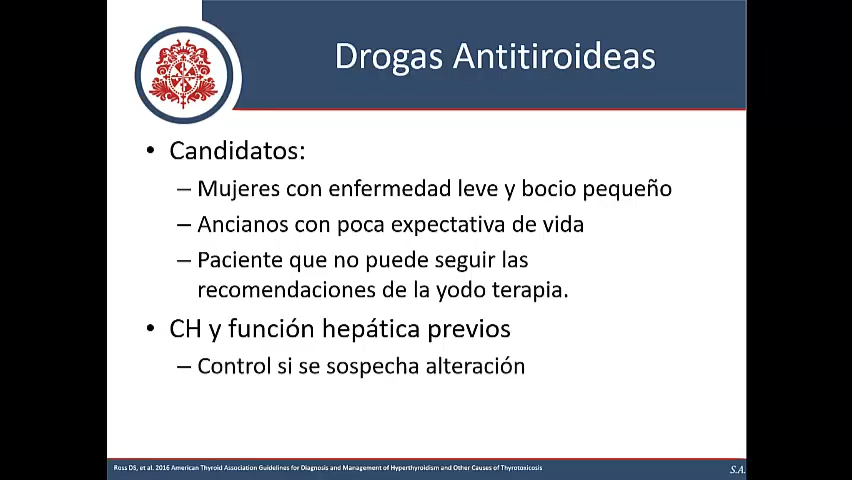 Drogas Antitiroideas
• Candidatos:
– Mujeres con enfermedad leve y bocio pequeño
– Ancianos con poca expectativa de vida
– Paciente que no puede seguir las
recomendaciones de la yodo terapia.
• CH y función hepática previos
– Control si se sospecha alteración
Ross DS, et al. 2016 American Thyroid Association Guidelines for Diagnosis and Management of Hyperthyroidism and Other Causes of Thyrotoxicosis
S.A.